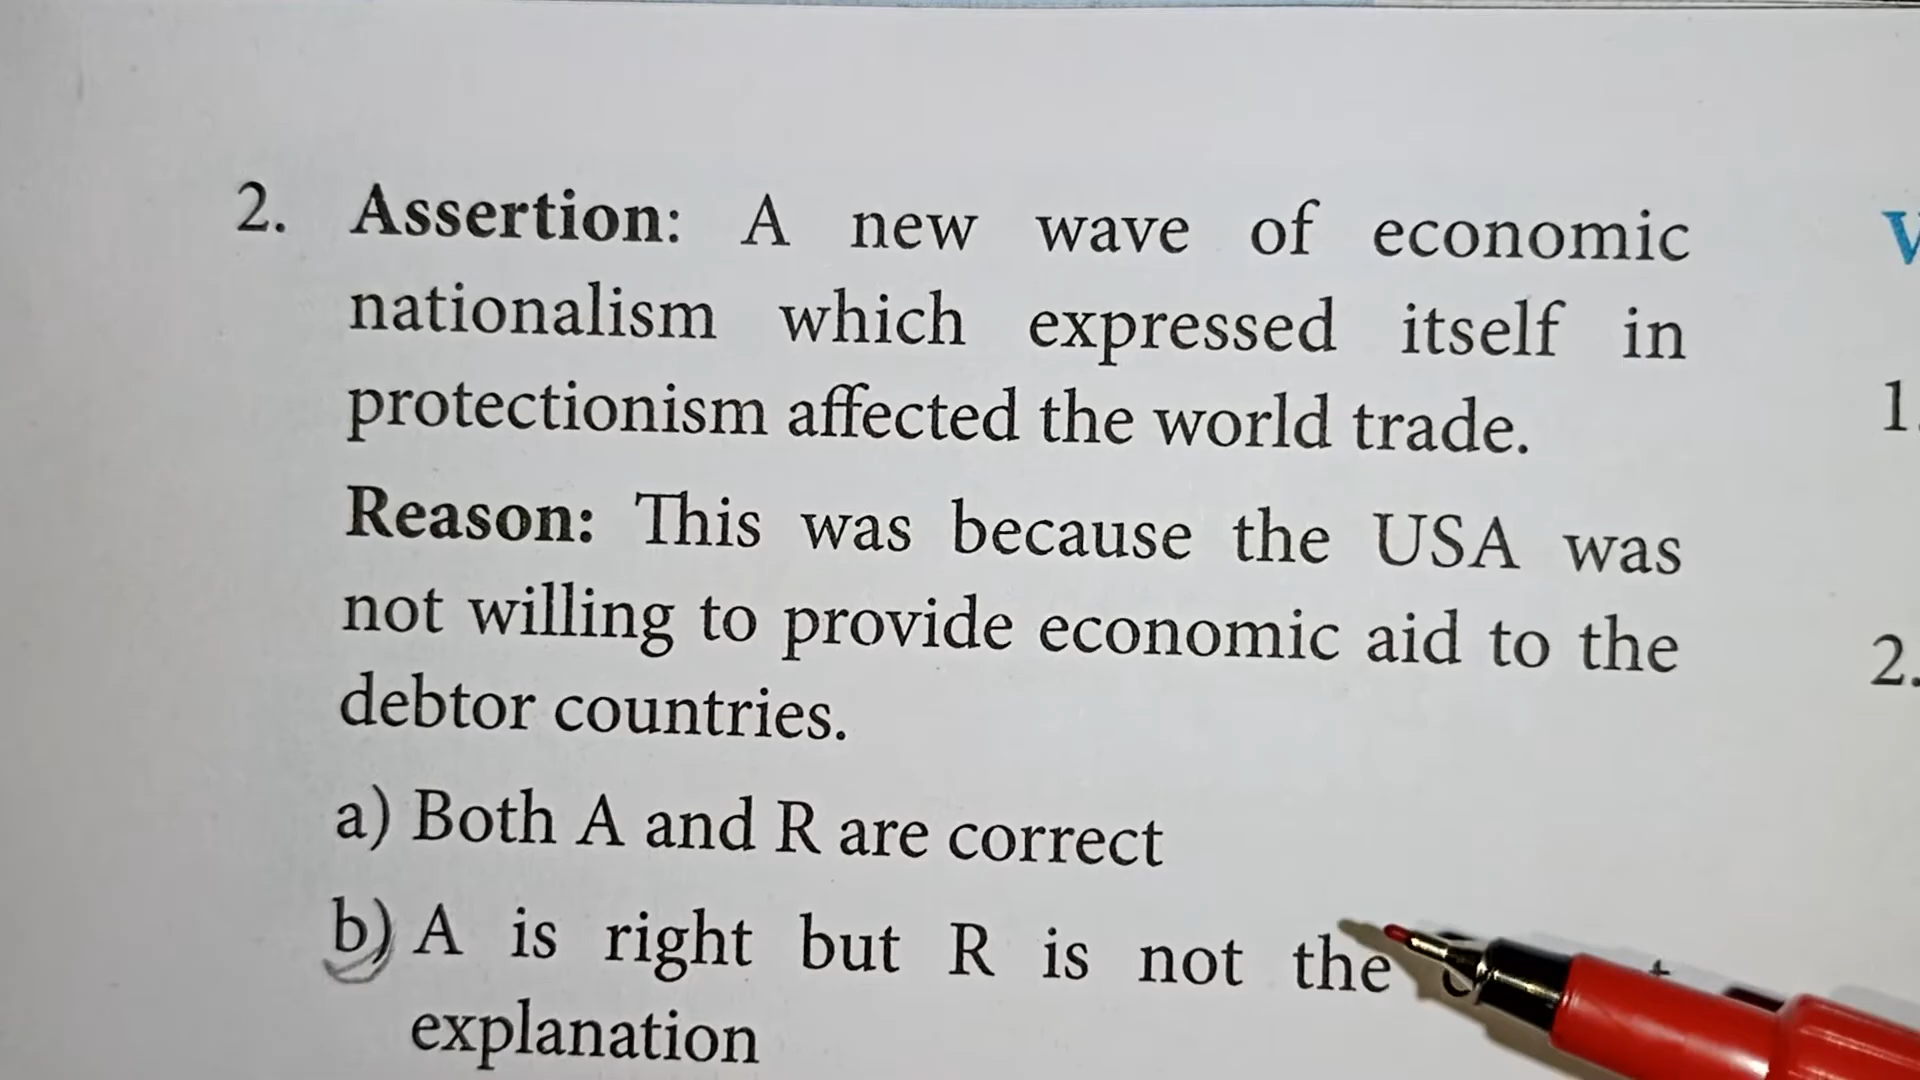 2. Assertion: A new wave of economic
nationalism which expressed itself in
protectionism affected the world trade.
Reason: This was because the USA was
not willing to provide economic aid to the
debtor countries.
a) Both A and R are correct
b) A is right but R is not the
explanation
V
1.
2.